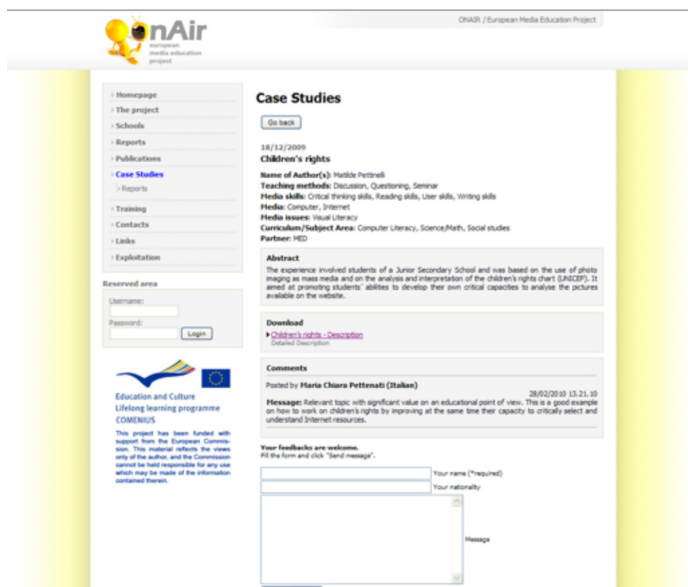 onAir
european
media education
project
ONAIR / European Media Education Project
Homepage
The project
Schools
Reports
Publications
Case Studies
Reports
Training
Contacts
Links
Exploitation
Reserved area
Username:
Password:
Login
Education and Culture
Lifelong learning programme
COMENIUS
This project has been funded with
support from the European Commis-
sion. This material reflects the views
only of the author, and the Commission
cannot be held responsible for any use
which may be made of the information
contained therein.
Case Studies
Go back
18/12/2009
Children's rights
Name of Author(s): Matilde Pettinelli
Teaching methods: Discussion, Questioning, Seminar
Media skills: Critical thinking skills, Reading skills, User skills, Writing skills
Media: Computer, Internet
Media issues: Visual Literacy
Curriculum/Subject Area: Computer Literacy, Science/Math, Social studies
Partner: MED
Abstract
The experience involved students of a Junior Secondary School and was based on the use of photo
imaging as mass media and on the analysis and interpretation of the children's rights chart (UNICEF). It
aimed at promoting students' abilities to develop their own critical capacities to analyse the pictures
available on the website.
Download
Children's rights - Description
Detailed Description
Comments
Posted by Maria Chiara Pettenati (Italian)
28/02/2010 13.21.10
Message: Relevant topic with significant value on an educational point of view. This is a good example
on how to work on children's rights by improving at the same time their capacity to critically select and
understand Internet resources.
Your feedbacks are welcome.
Fill the form and click "Send message".
Your name (*required)
Your nationality
Message